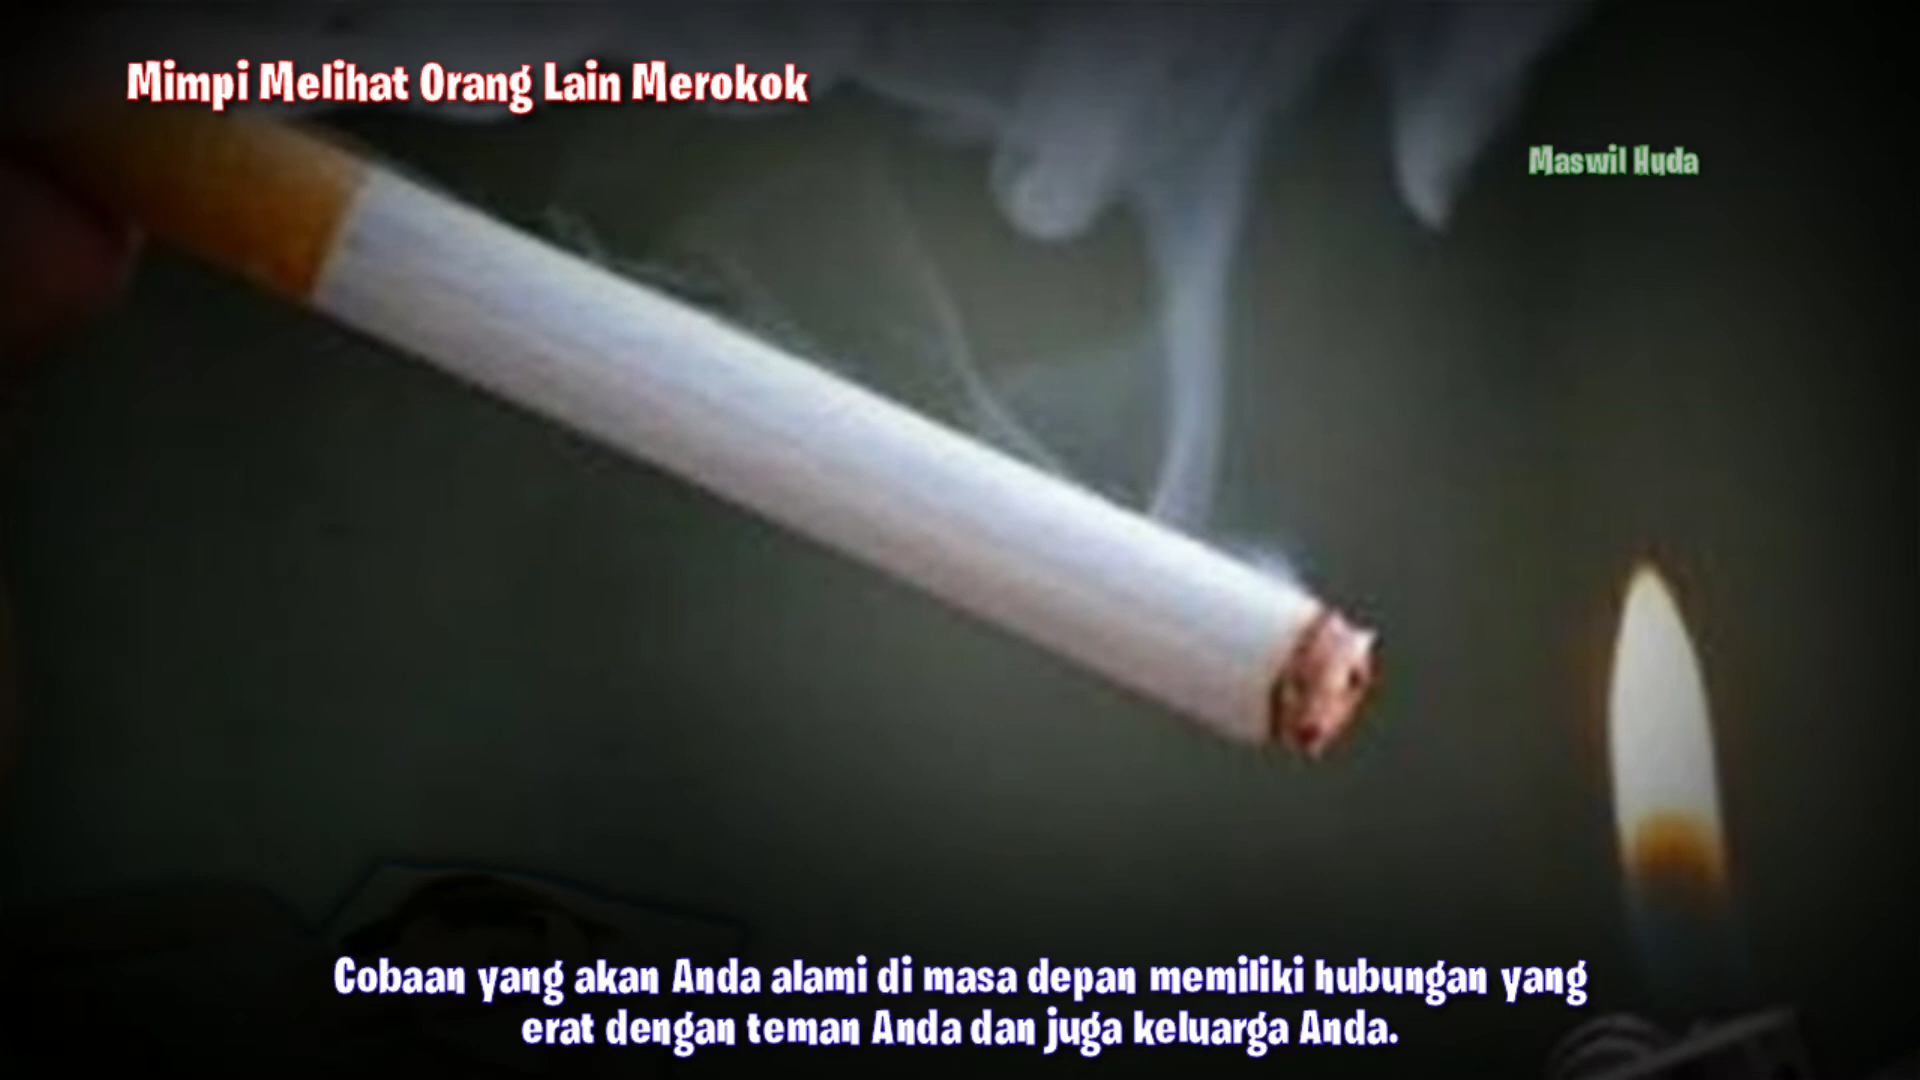 Mimpi Melihat Orang Lain Merokok
Maswil Huda
Cobaan yang akan Anda alami di masa depan memiliki hubungan yang
erat dengan teman Anda dan juga keluarga Anda.